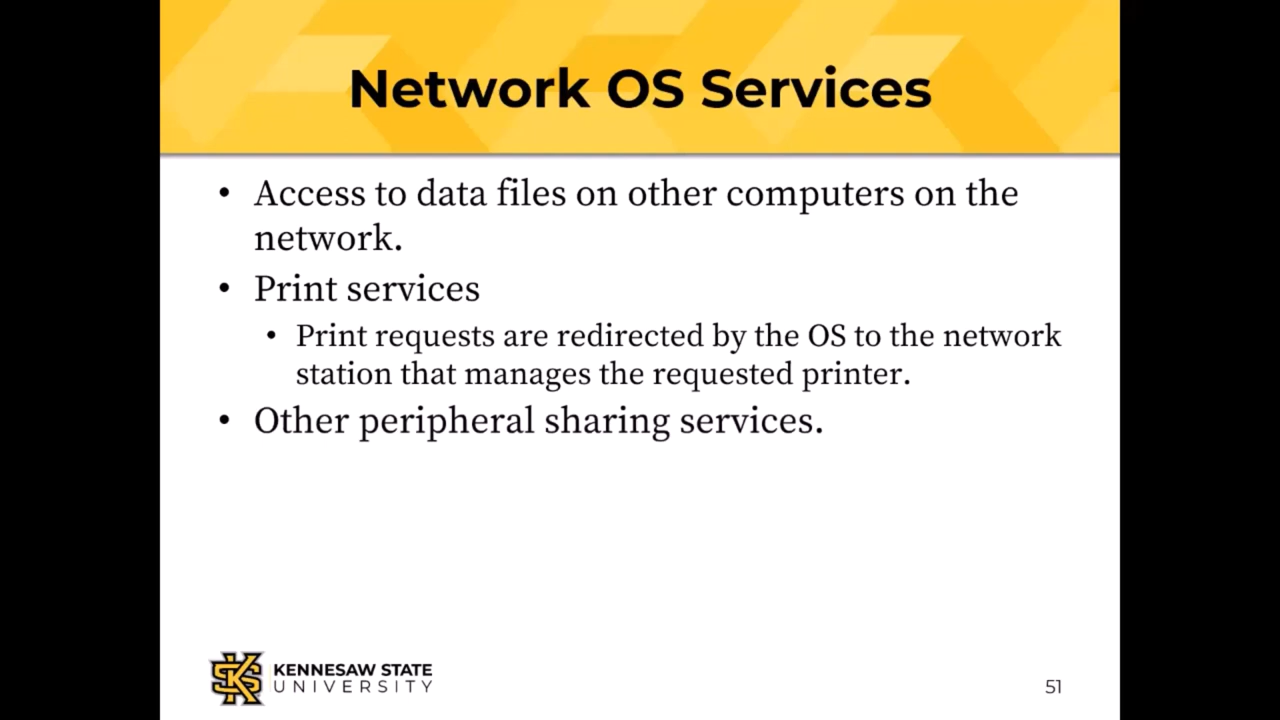 Network OS Services
• Access to data files on other computers on the
network.
• Print services
• Print requests are redirected by the OS to the network
station that manages the requested printer.
• Other peripheral sharing services.
KENNESAW STATE
UNIVERSITY
51